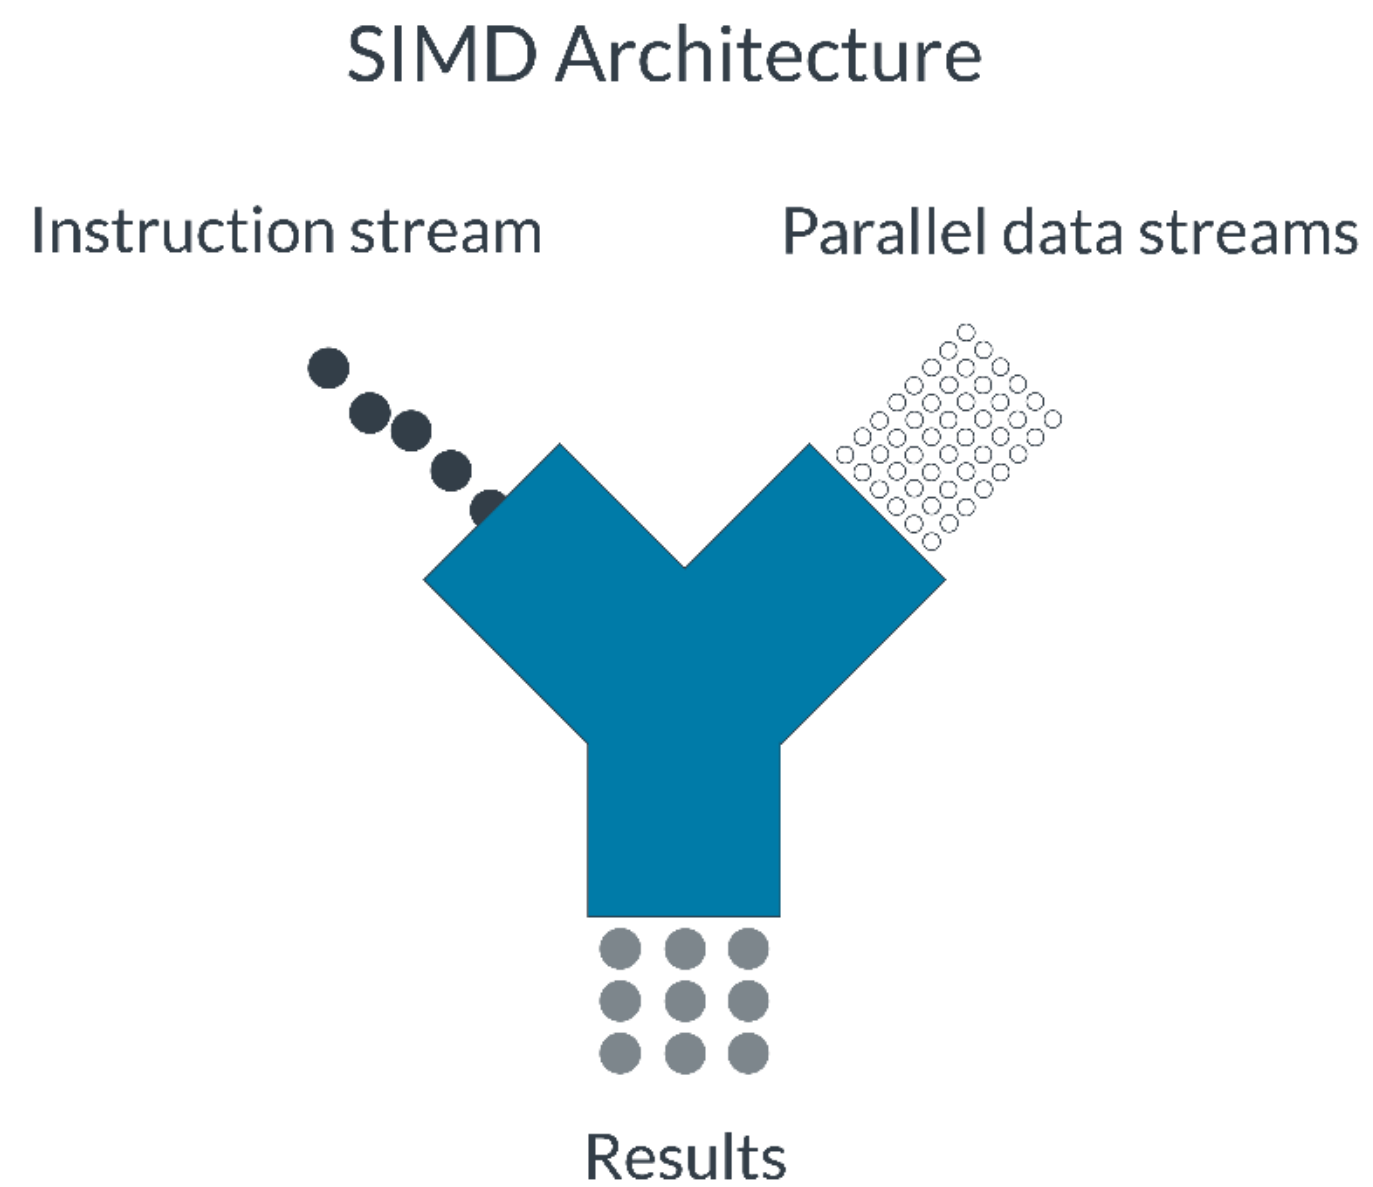 SIMD Architecture
Instruction stream
Parallel data streams
Results